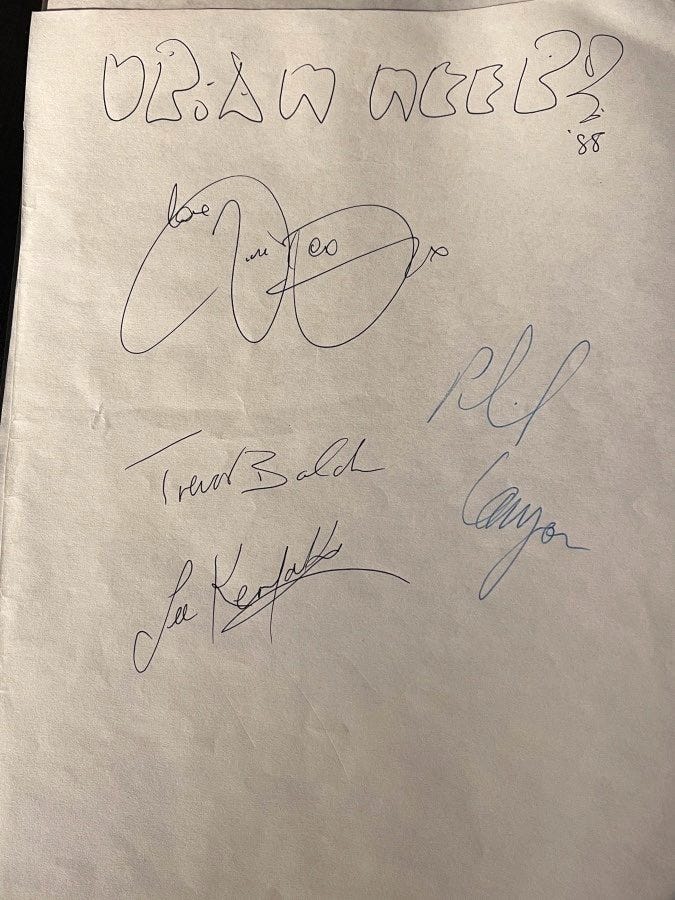 URiAH HEEP?
'88
love
Phil
Trevor Bolder
Lanzon
Lee Kerslake